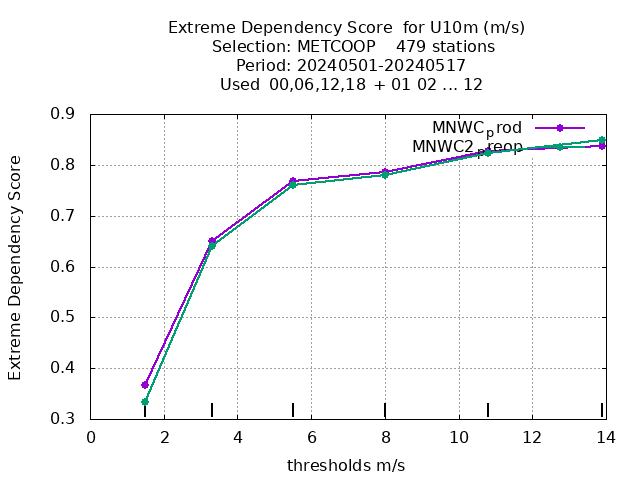 Extreme Dependency Score  for U10m (m/s)
Selection: METCOOP    479 stations
Period: 20240501-20240517
Used  00,06,12,18 + 01 02 ... 12
MNWCprod
MNWC2preop
Extreme Dependency Score
0.9
0.8
0.7
0.6
0.5
0.4
0.3
0 2 4 6 8 10 12 14
thresholds m/s